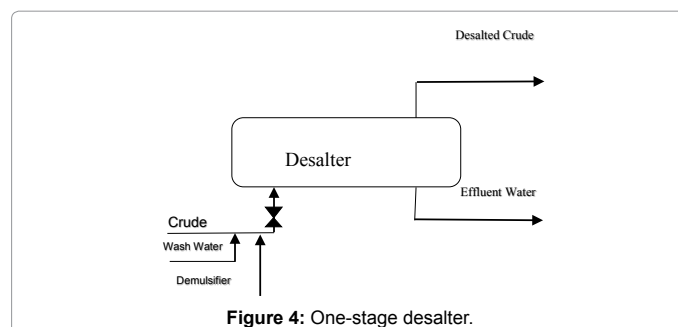 Desalted Crude
Desalter
Effluent Water
Crude
Wash Water
Demulsifier
Figure 4: One-stage desalter.